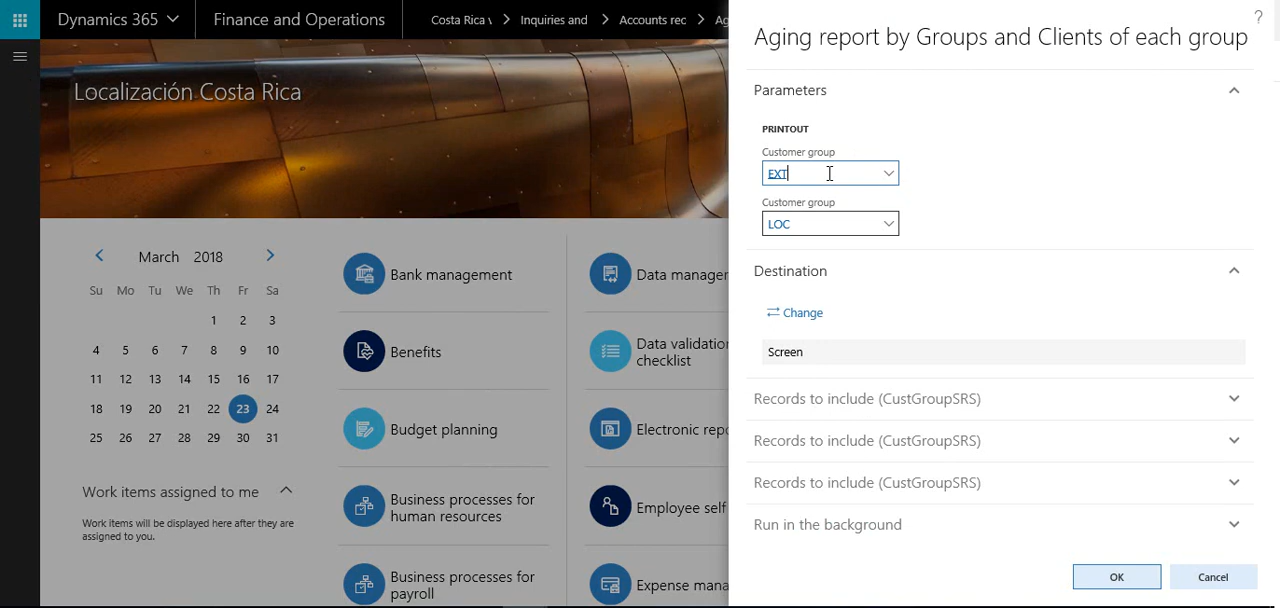 Dynamics 365
Finance and Operations
Costa Rica
Inquiries and
Accounts rec
Ag
?
Localización Costa Rica
March 2018
Su Mo Tu We Th Fr Sa
1 2 3
4 5 6 7 8 9 10
11 12 13 14 15 16 17
18 19 20 21 22 23 24
25 26 27 28 29 30 31
Work items assigned to me
Work items will be displayed here after they are
assigned to you.
Bank management
Benefits
Budget planning
Business processes for
human resources
Business processes for
payroll
Data manager
Data validation
checklist
Electronic repo
Employee self
Expense mana
Aging report by Groups and Clients of each group
Parameters
PRINTOUT
Customer group
EXT
Customer group
LOC
Destination
Change
Screen
Records to include (CustGroupSRS)
Records to include (CustGroupSRS)
Records to include (CustGroupSRS)
Run in the background
OK
Cancel